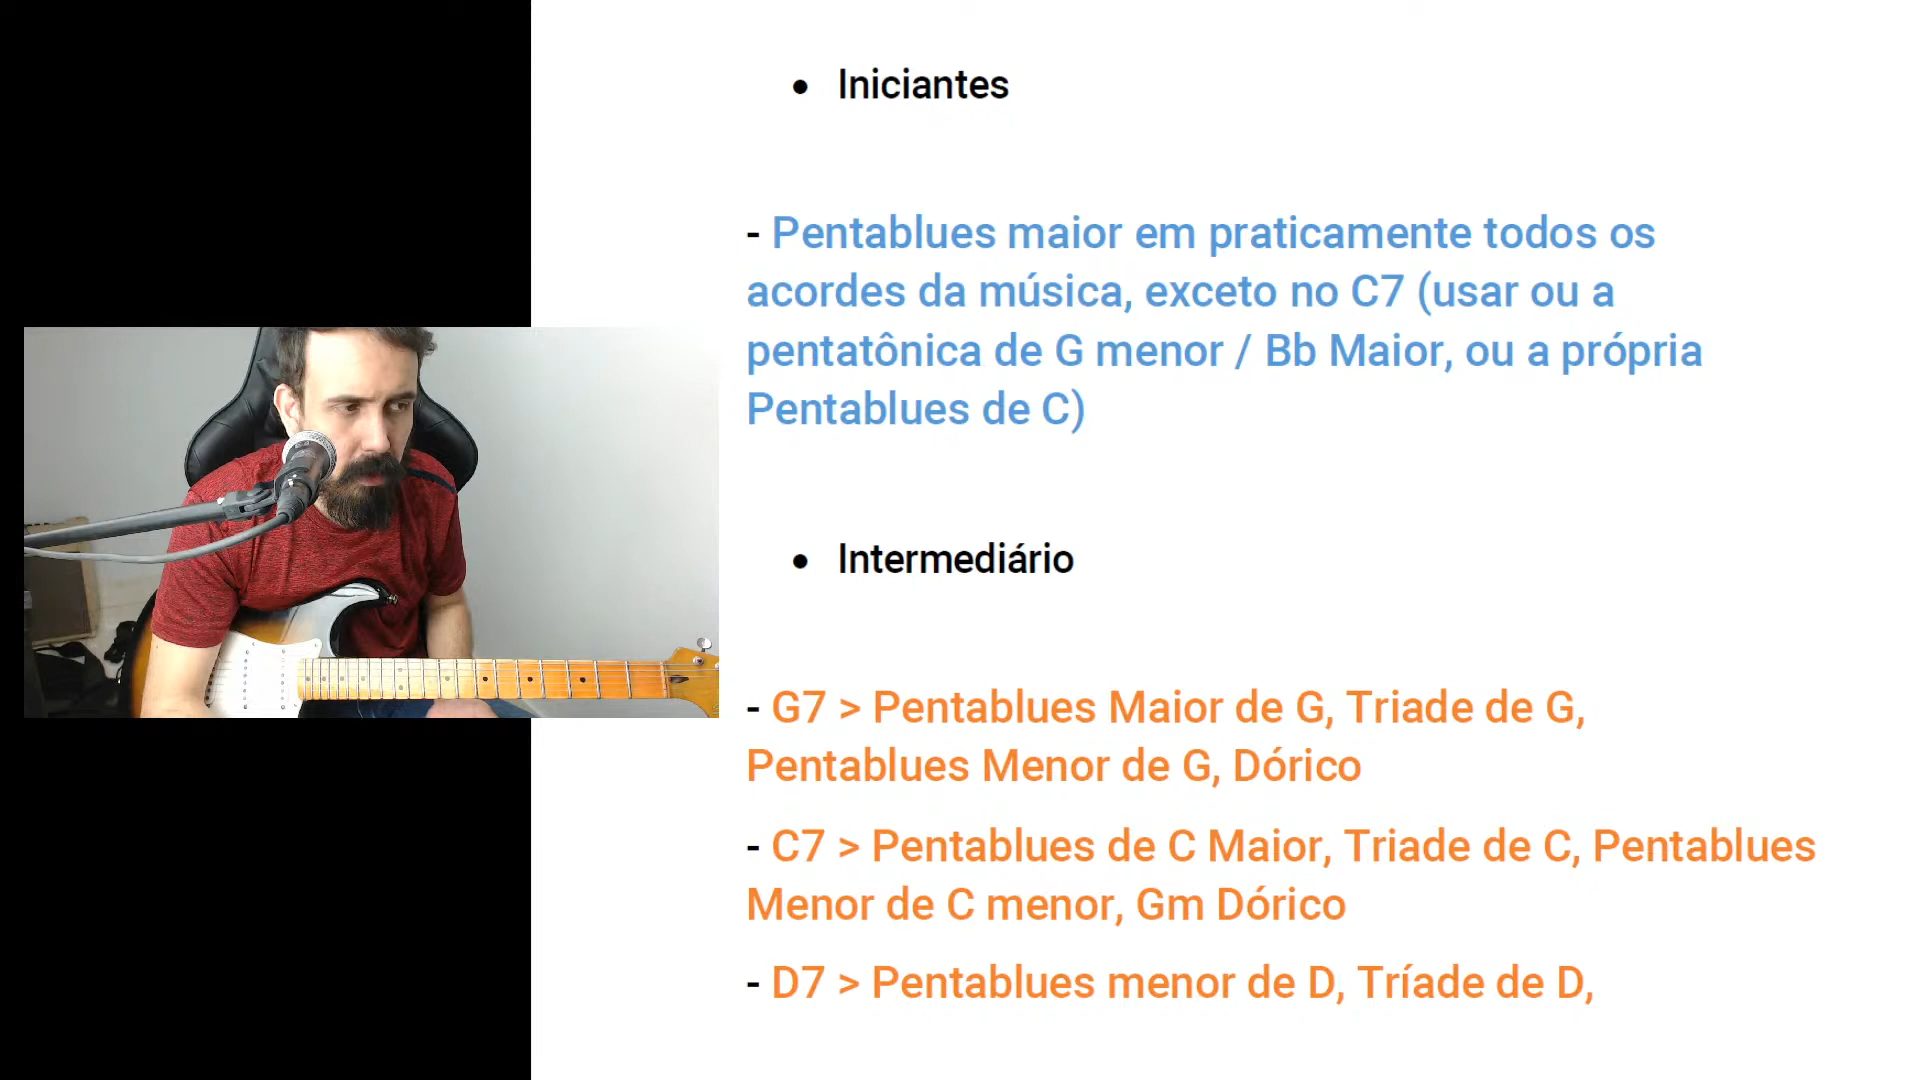 • Iniciantes
- Pentablues maior em praticamente todos os
acordes da música, exceto no C7 (usar ou a
pentatônica de G menor / Bb Maior, ou a própria
Pentablues de C)
• Intermediário
- G7 > Pentablues Maior de G, Triade de G,
Pentablues Menor de G, Dórico
- C7 > Pentablues de C Maior, Triade de C, Pentablues
Menor de C menor, Gm Dórico
- D7 > Pentablues menor de D, Tríade de D,